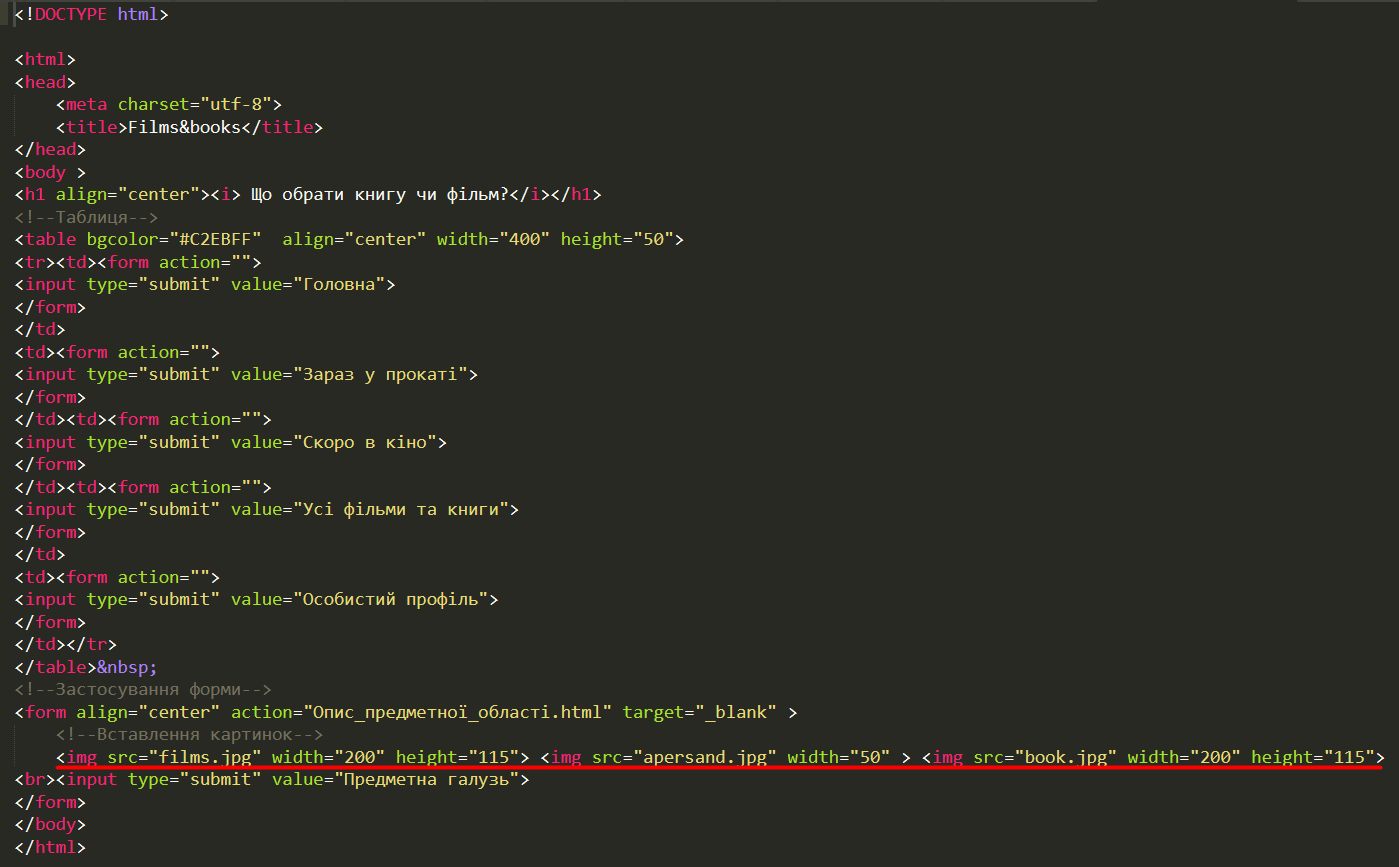 <!DOCTYPE html>
<html>
<head>
<meta charset="utf-8">
<title>Films&books</title>
</head>
<body >
<h1 align="center"><i> Що обрати книгу чи фільм?</i></h1>
<!--Таблиця-->
<table bgcolor="#C2EBFF"  align="center" width="400" height="50">
<tr><td><form action="">
<input type="submit" value="Головна">
</form>
</td>
<td><form action="">
<input type="submit" value="Зараз у прокаті">
</form>
</td><td><form action="">
<input type="submit" value="Скоро в кіно">
</form>
</td><td><form action="">
<input type="submit" value="Усі фільми та книги">
</form>
</td>
<td><form action="">
<input type="submit" value="Особистий профіль">
</form>
</td></tr>
</table>&nbsp;
<!--Застосування форми-->
<form align="center" action="Опис_предметної_області.html" target="_blank" >
<!--Вставлення картинок-->
<img src="films.jpg" width="200" height="115"> <img src="apersand.jpg" width="50" > <img src="book.jpg" width="200" height="115">
<br><input type="submit" value="Предметна галузь">
</form>
</body>
</html>